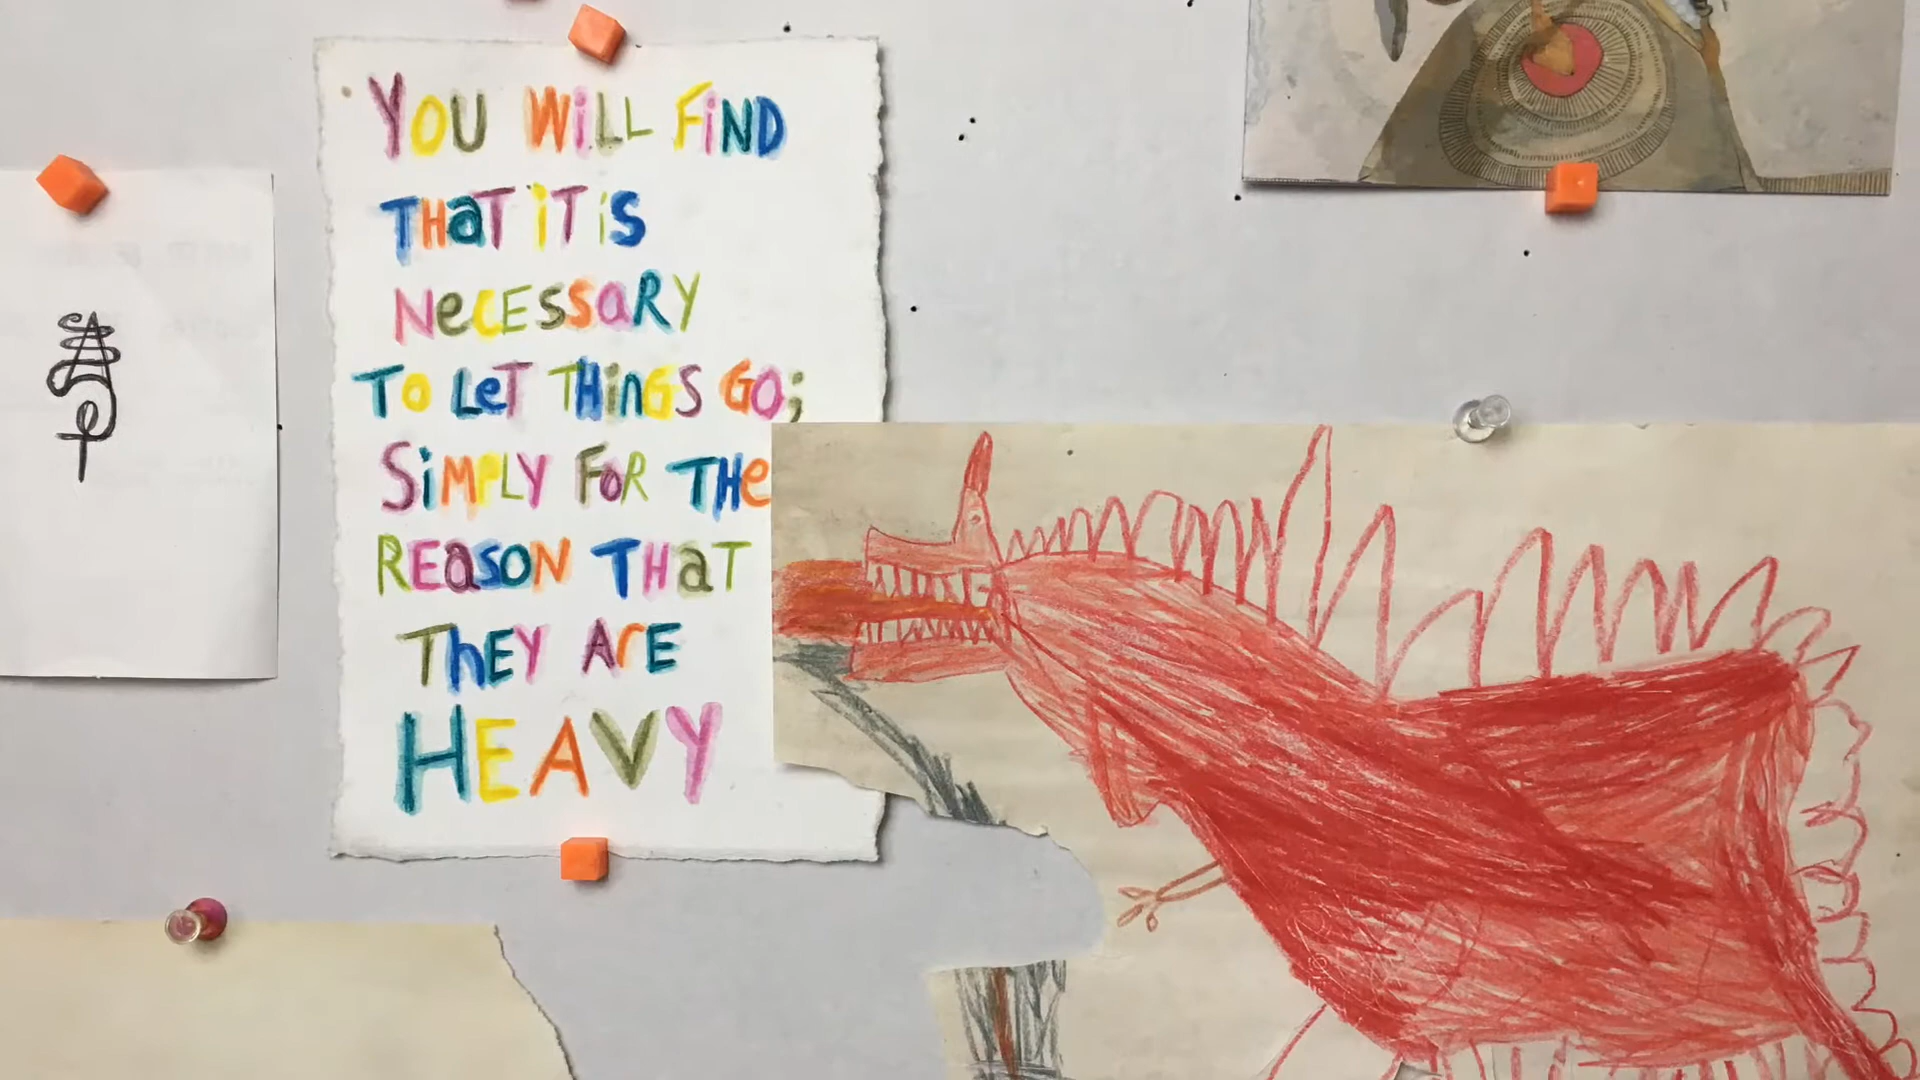 YOU WiLL FiND
THaT iT iS
NeCESSaRY
TO LeT THinGS GO;
SiMPLY FOR THe
REaSON THaT
ThEY ArE
HEAVY